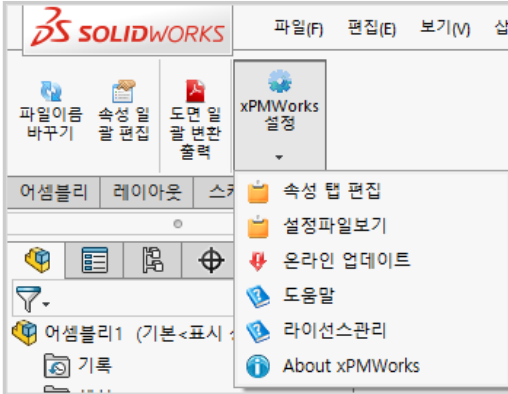 SOLIDWORKS 파일(F) 편집(E) 보기(V) 삽
파일이름 바꾸기
속성 일괄 편집
도면 일괄 변환 출력
xPMWorks 설정
어셈블리 레이아웃 스케
속성 탭 편집
설정파일보기
온라인 업데이트
도움말
라이선스관리
About xPMWorks
어셈블리1 (기본<표시
기록